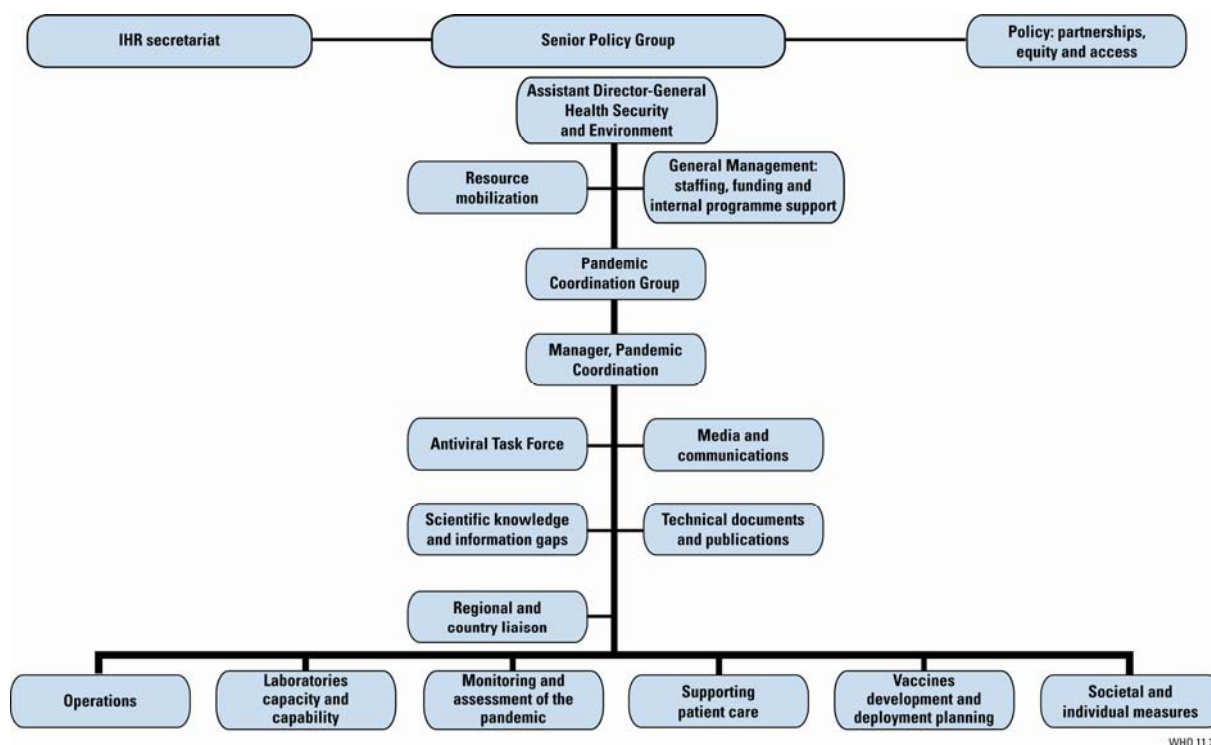 IHR secretariat
Senior Policy Group
Policy: partnerships,
equity and access
Assistant Director-General
Health Security
and Environment
Resource
mobilization
General Management:
staffing, funding and
internal programme support
Pandemic
Coordination Group
Manager, Pandemic
Coordination
Antiviral Task Force
Media and
communications
Scientific knowledge
and information gaps
Technical documents
and publications
Regional and
country liaison
Operations
Laboratories
capacity and
capability
Monitoring and
assessment of the
pandemic
Supporting
patient care
Vaccines
development and
deployment planning
Societal and
individual measures
WHO 11.